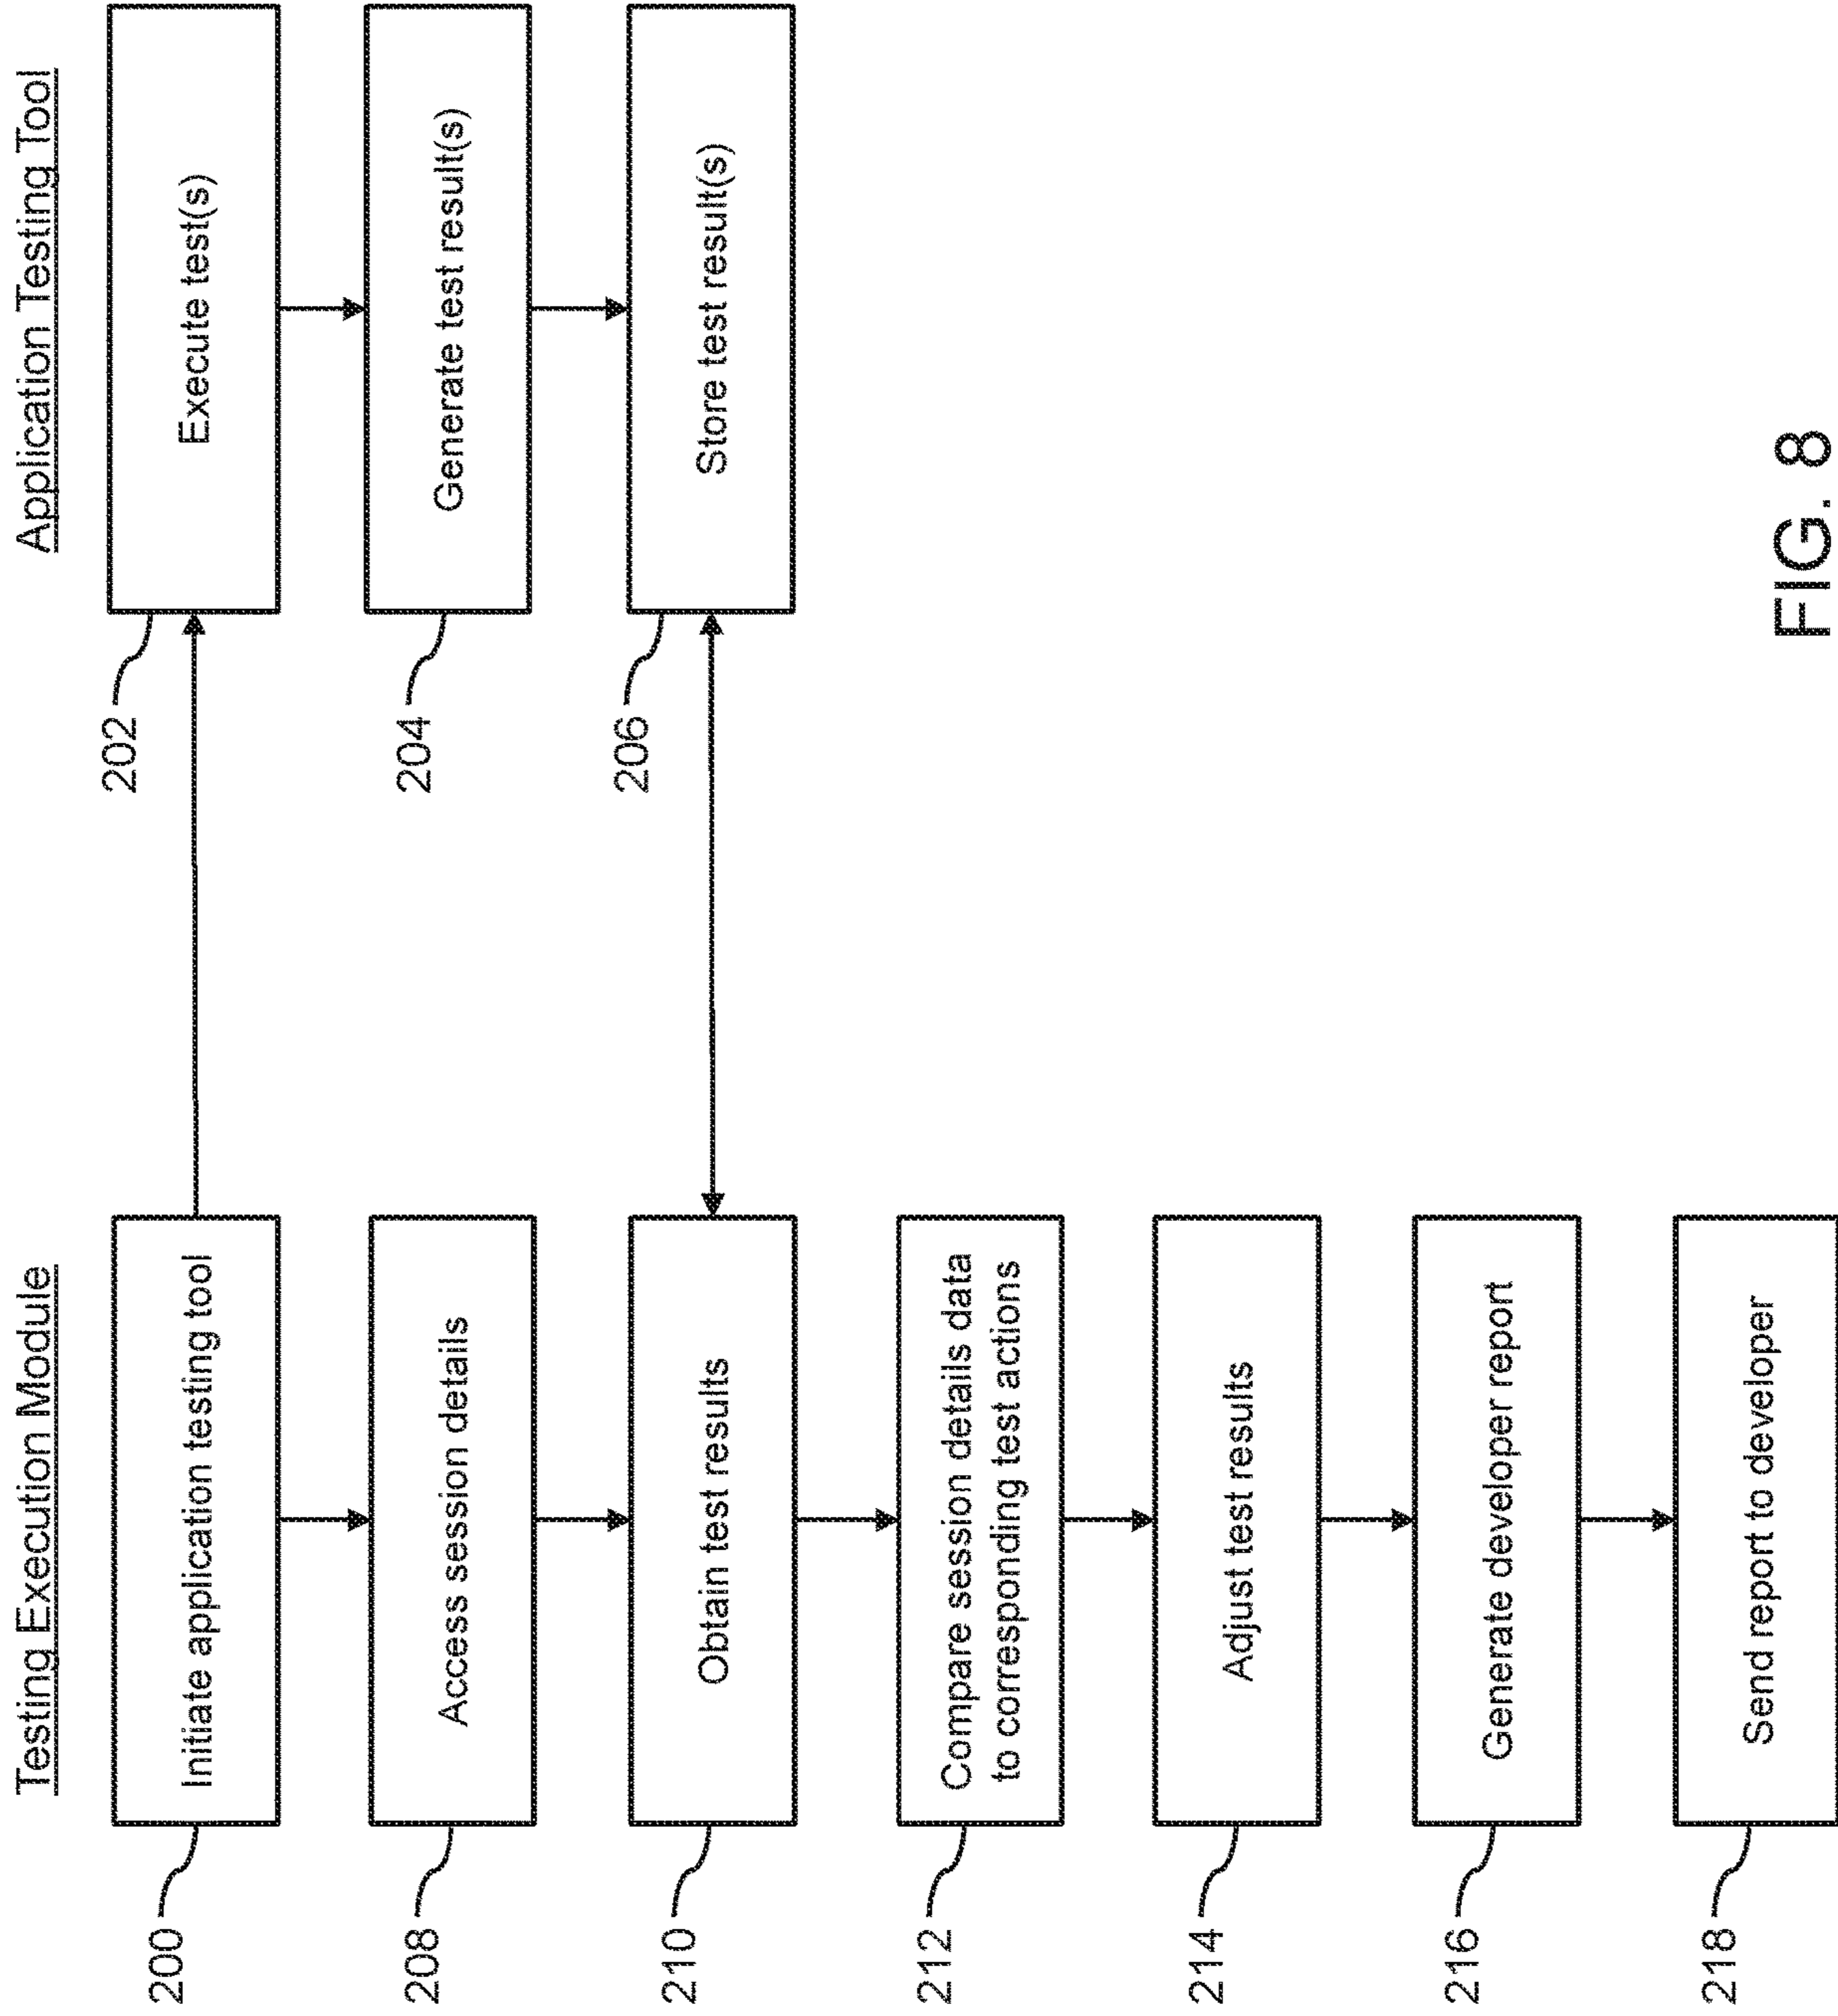 Testing Execution Module
Application Testing Tool
200
Initiate application testing tool
202
Execute test(s)
208
Access session details
204
Generate test result(s)
210
Obtain test results
206
Store test result(s)
212
Compare session details data
to corresponding test actions
214
Adjust test results
216
Generate developer report
218
Send report to developer
FIG. 8